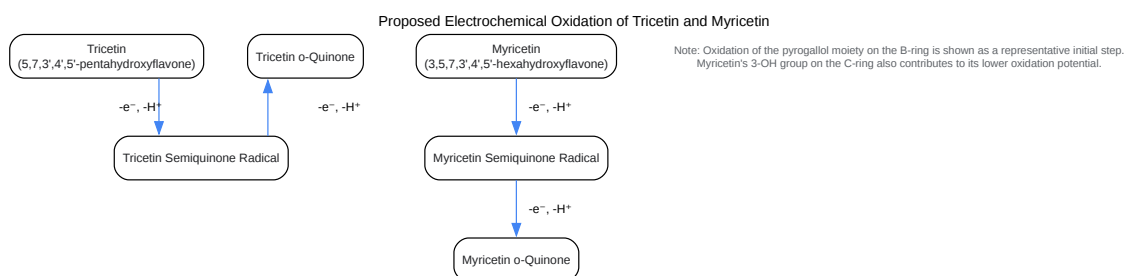 Proposed Electrochemical Oxidation of Tricetin and Myricetin
Tricetin
(5,7,3',4',5'-pentahydroxyflavone)
Tricetin o-Quinone
Myricetin
(3,5,7,3',4',5'-hexahydroxyflavone)
Note: Oxidation of the pyrogallol moiety on the B-ring is shown as a representative initial step.
Myricetin's 3-OH group on the C-ring also contributes to its lower oxidation potential.
-e⁻, -H⁺
-e⁻, -H⁺
-e⁻, -H⁺
Tricetin Semiquinone Radical
Myricetin Semiquinone Radical
-e⁻, -H⁺
Myricetin o-Quinone